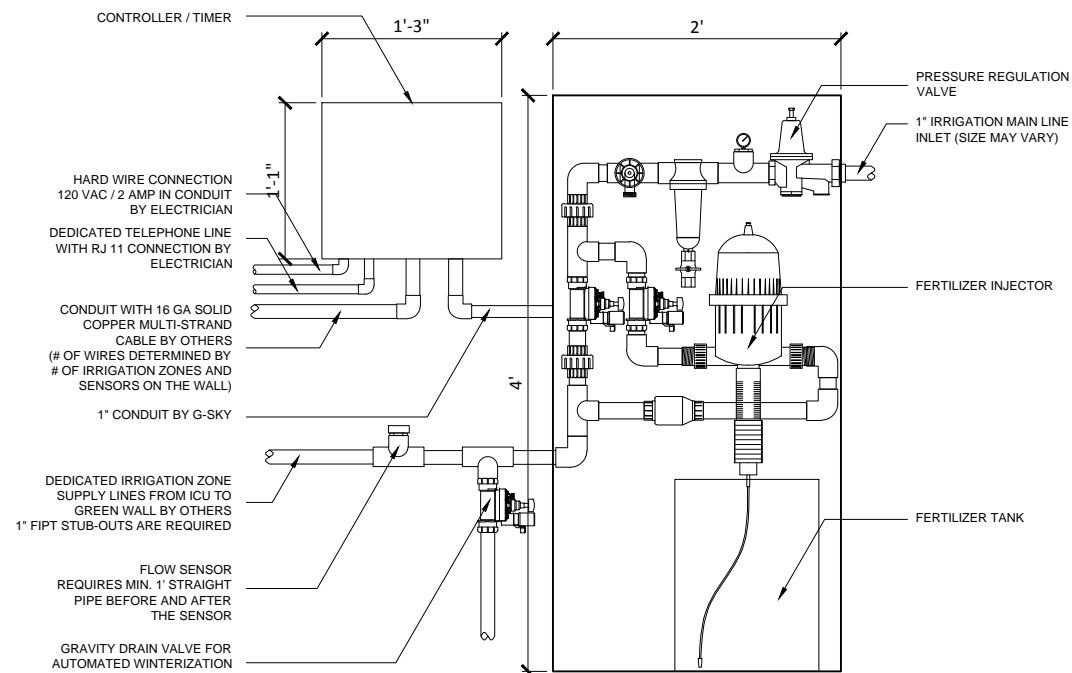 CONTROLLER / TIMER
1'-3"
2'
PRESSURE REGULATION
VALVE
1" IRRIGATION MAIN LINE
INLET (SIZE MAY VARY)
1'-1"
HARD WIRE CONNECTION
120 VAC / 2 AMP IN CONDUIT
BY ELECTRICIAN
DEDICATED TELEPHONE LINE
WITH RJ 11 CONNECTION BY
ELECTRICIAN
FERTILIZER INJECTOR
CONDUIT WITH 16 GA SOLID
COPPER MULTI-STRAND
CABLE BY OTHERS
(# OF WIRES DETERMINED BY
# OF IRRIGATION ZONES AND
SENSORS ON THE WALL)
4'
1" CONDUIT BY G-SKY
DEDICATED IRRIGATION ZONE
SUPPLY LINES FROM ICU TO
GREEN WALL BY OTHERS
1" FIPT STUB-OUTS ARE REQUIRED
FERTILIZER TANK
FLOW SENSOR
REQUIRES MIN. 1' STRAIGHT
PIPE BEFORE AND AFTER
THE SENSOR
GRAVITY DRAIN VALVE FOR
AUTOMATED WINTERIZATION